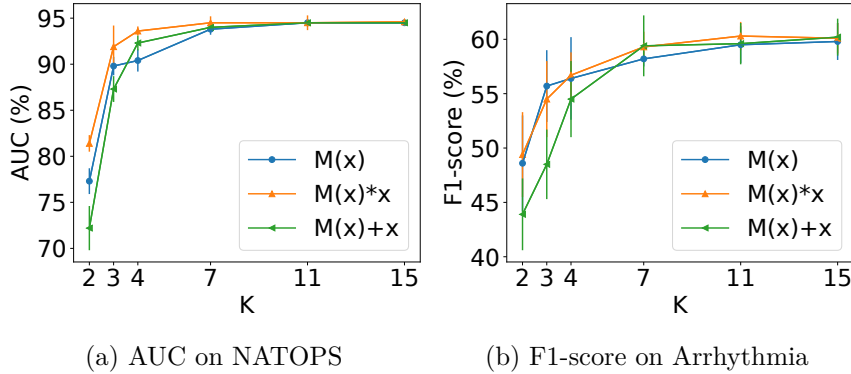 95
90
85
80
75
70
AUC (%)
M(x)
M(x)*x
M(x)+x
2 3 4 7 11 15
K
(a) AUC on NATOPS
60
55
50
45
40
F1-score (%)
M(x)
M(x)*x
M(x)+x
2 3 4 7 11 15
K
(b) F1-score on Arrhythmia